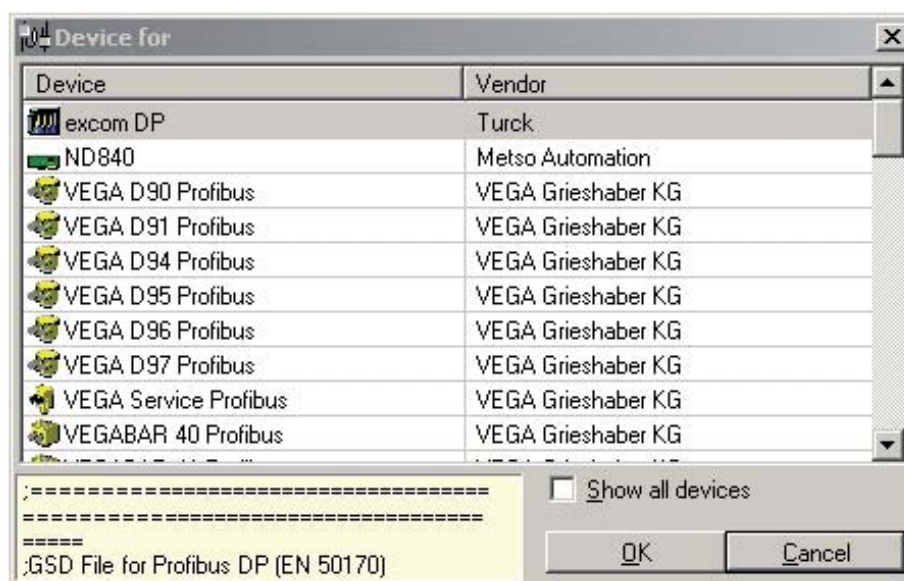 Device for
Device Vendor
excom DP Turck
ND840 Metso Automation
VEGA D90 Profibus VEGA Grieshaber KG
VEGA D91 Profibus VEGA Grieshaber KG
VEGA D94 Profibus VEGA Grieshaber KG
VEGA D95 Profibus VEGA Grieshaber KG
VEGA D96 Profibus VEGA Grieshaber KG
VEGA D97 Profibus VEGA Grieshaber KG
VEGA Service Profibus VEGA Grieshaber KG
VEGABAR 40 Profibus VEGA Grieshaber KG
;====================================
====================================
=====
;GSD File for Profibus DP (EN 50170)
Show all devices
OK Cancel